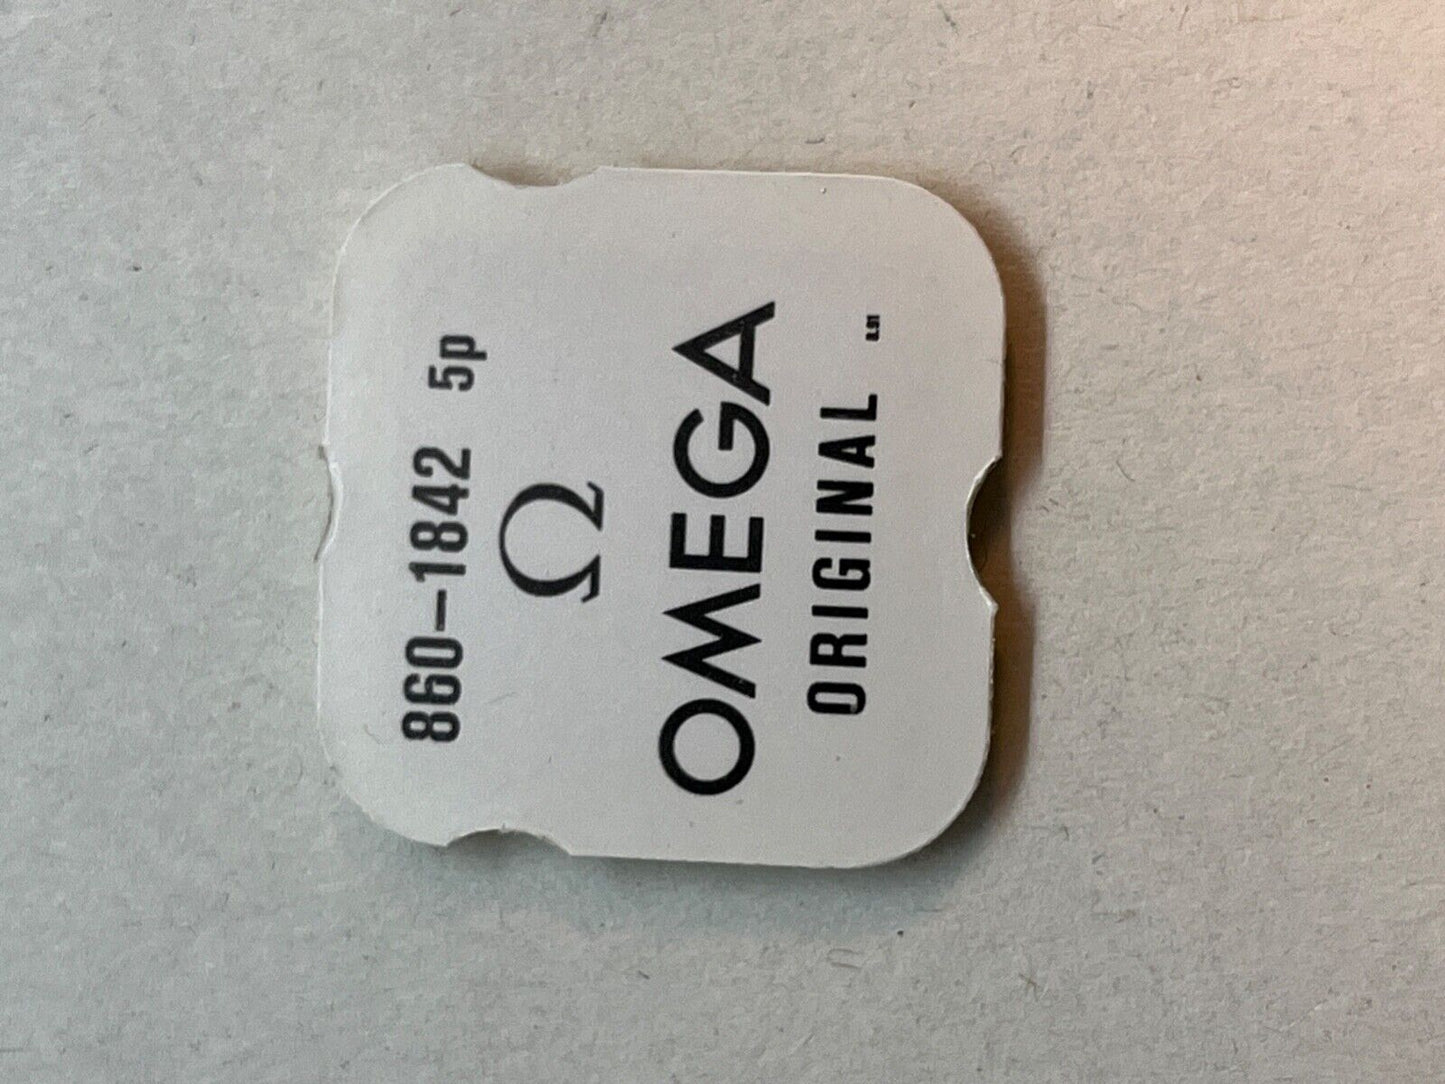 860-1842 5p
Ω
OMEGA
ORIGINAL